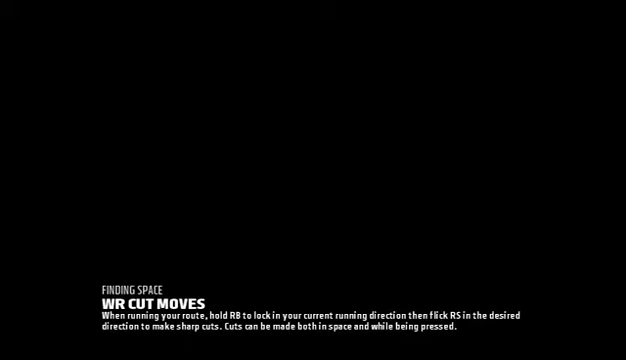 FINDING SPACE
WR CUT MOVES
When running your route, hold RB to lock in your current running direction then flick RS in the desired
direction to make sharp cuts. Cuts can be made both in space and while being pressed.